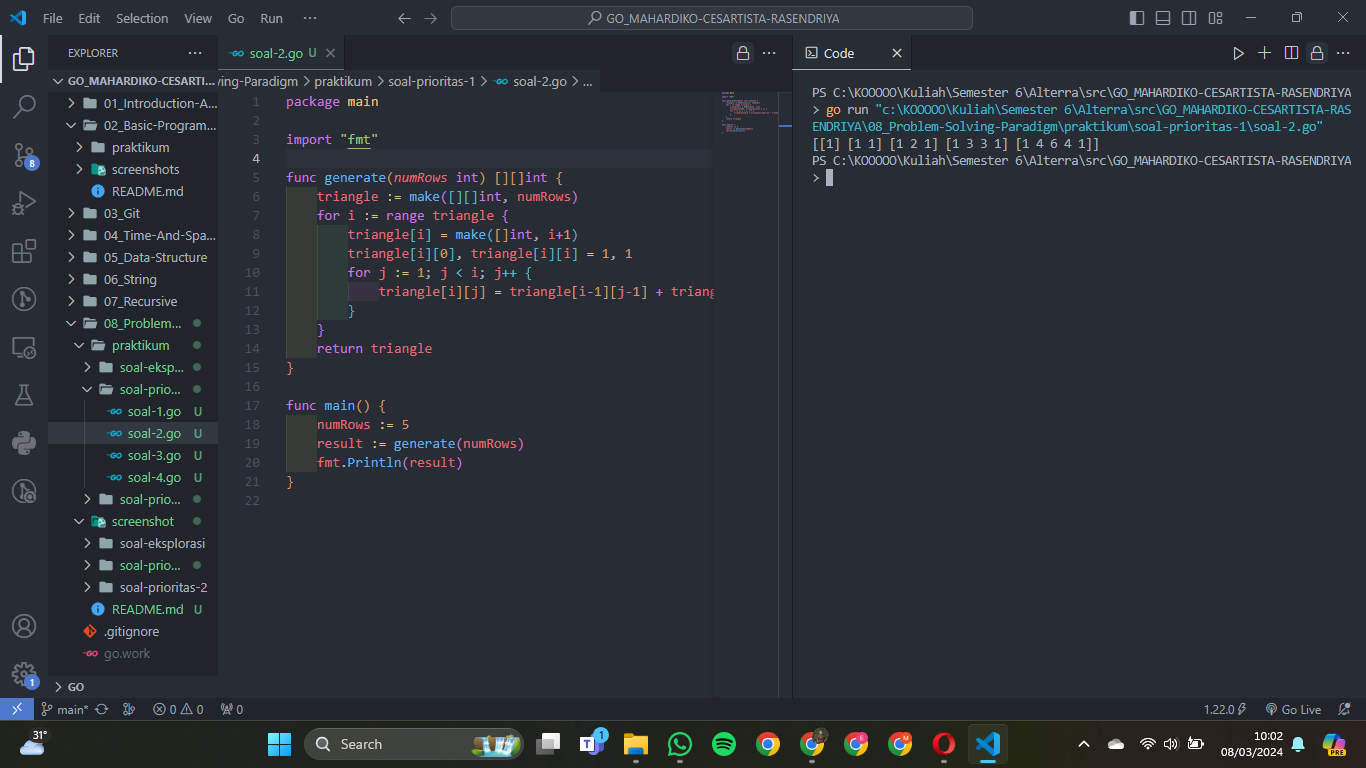 File Edit Selection View Go Run ···
GO_MAHARDIKO-CESARTISTA-RASENDRIYA
EXPLORER ···
GO_MAHARDIKO-CESARTI...
01_Introduction-A...
02_Basic-Program...
praktikum
screenshots
README.md
03_Git
04_Time-And-Spa...
05_Data-Structure
06_String
07_Recursive
08_Problem...
praktikum
soal-eksp...
soal-prio...
soal-1.go U
soal-2.go U
soal-3.go U
soal-4.go U
soal-prio...
screenshot
soal-eksplorasi
soal-prio...
soal-prioritas-2
README.md U
.gitignore
go.work
GO
8
1
soal-2.go U
ving-Paradigm > praktikum > soal-prioritas-1 > soal-2.go > ...
1 package main
2
3 import "fmt"
4
5 func generate(numRows int) [][]int {
6 triangle := make([][]int, numRows)
7 for i := range triangle {
8 triangle[i] = make([]int, i+1)
9 triangle[i][0], triangle[i][i] = 1, 1
10 for j := 1; j < i; j++ {
11 triangle[i][j] = triangle[i-1][j-1] + triang
12 }
13 }
14 return triangle
15 }
16
17 func main() {
18 numRows := 5
19 result := generate(numRows)
20 fmt.Println(result)
21 }
22
Code
PS C:\KOOOOO\Kuliah\Semester 6\Alterra\src\GO_MAHARDIKO-CESARTISTA-RASENDRIYA
> go run "c:\KOOOOO\Kuliah\Semester 6\Alterra\src\GO_MAHARDIKO-CESARTISTA-RAS
ENDRIYA\08_Problem-Solving-Paradigm\praktikum\soal-prioritas-1\soal-2.go"
[[1] [1 1] [1 2 1] [1 3 3 1] [1 4 6 4 1]]
PS C:\KOOOOO\Kuliah\Semester 6\Alterra\src\GO_MAHARDIKO-CESARTISTA-RASENDRIYA
>
main* 0 0 0
1.22.0 Go Live
31°
Search
1
10:02
08/03/2024
PRE